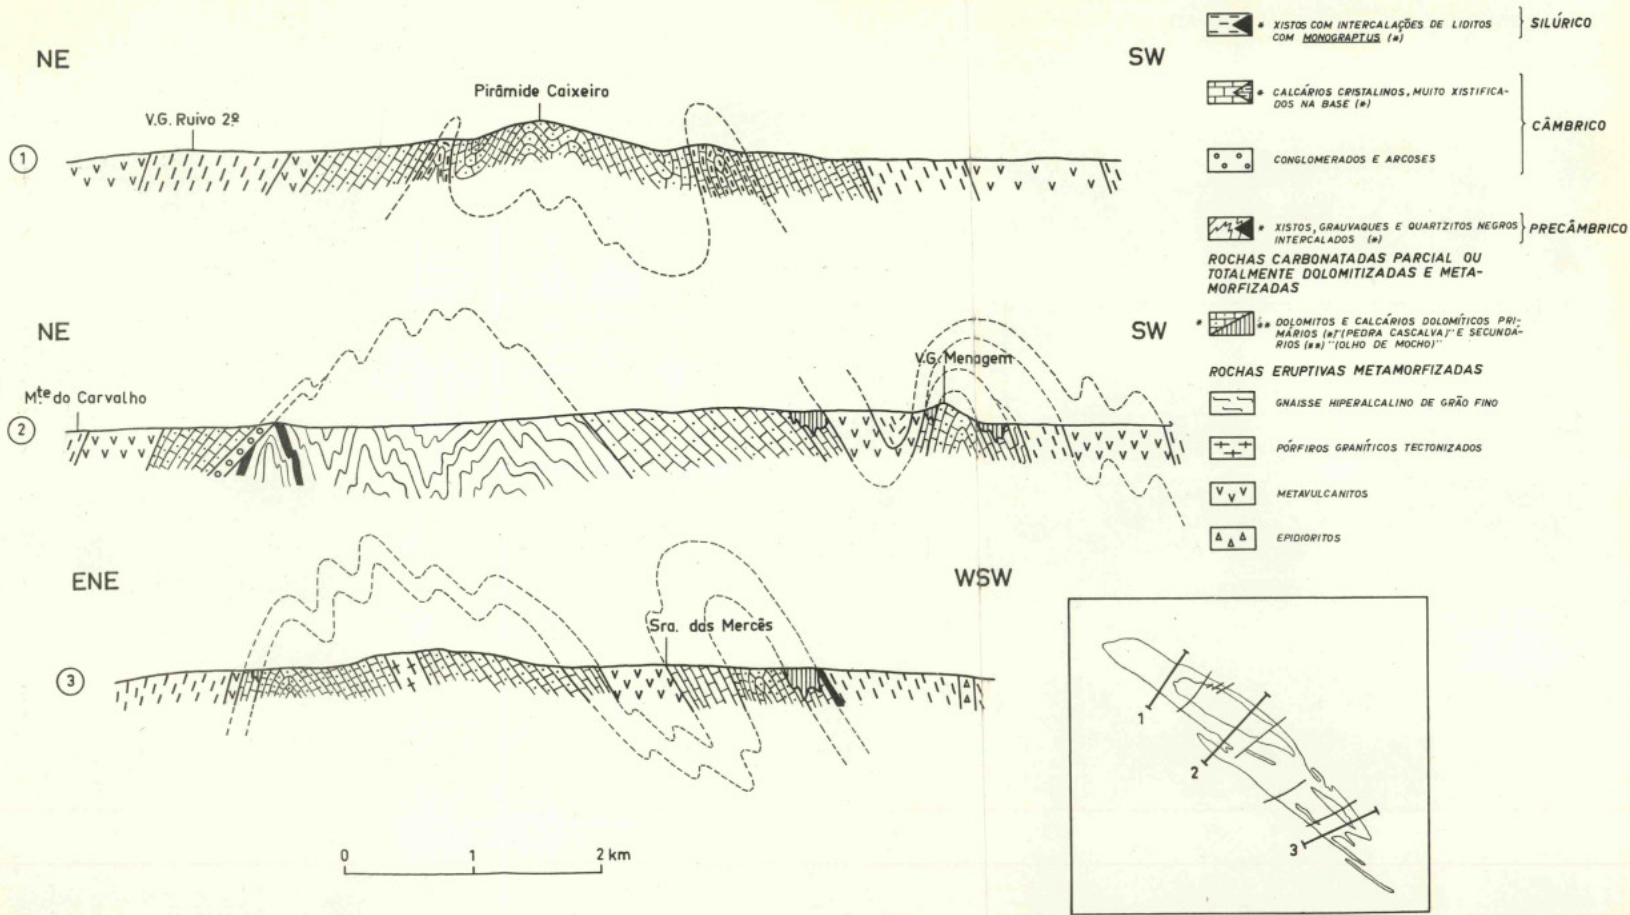 NE
SW
Pirâmide Caixeiro
V.G. Ruivo 2º
1
NE
SW
V.G. Menagem
M.te do Carvalho
2
ENE
WSW
Sra. das Mercês
3
0 1 2 km
* XISTOS COM INTERCALAÇÕES DE LIDITOS
COM MONOGRAPTUS (*)
SILÚRICO
* CALCÁRIOS CRISTALINOS, MUITO XISTIFICA-
DOS NA BASE (*)
CÂMBRICO
CONGLOMERADOS E ARCOSES
* XISTOS, GRAUVAQUES E QUARTZITOS NEGROS
INTERCALADOS (*)
PRECÂMBRICO
ROCHAS CARBONATADAS PARCIAL OU
TOTALMENTE DOLOMITIZADAS E META-
MORFIZADAS
* ** DOLOMITOS E CALCÁRIOS DOLOMÍTICOS PRI-
MÁRIOS (*)"(PEDRA CASCALVA)" E SECUNDÁ-
RIOS (**) "(OLHO DE MOCHO)"
ROCHAS ERUPTIVAS METAMORFIZADAS
GNAISSE HIPERALCALINO DE GRÃO FINO
PÓRFIROS GRANÍTICOS TECTONIZADOS
METAVULCANITOS
EPIDIORITOS
1
2
3